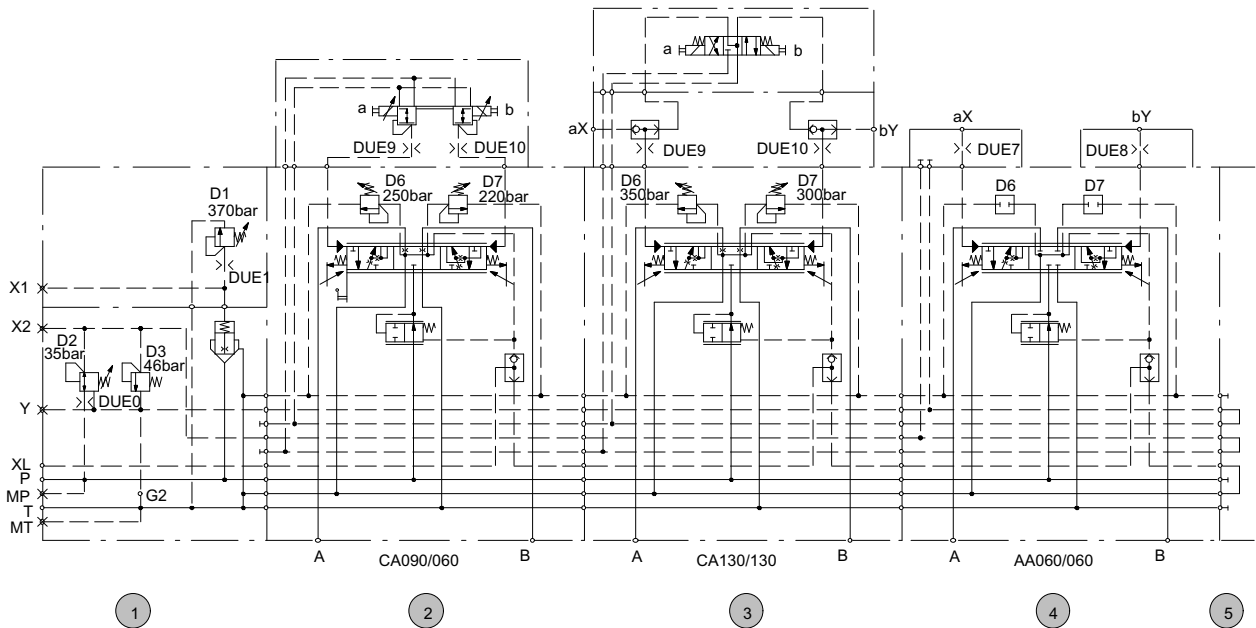 a
b
a
b
aX
bY
aX
bY
DUE9
DUE10
DUE9
DUE10
DUE7
DUE8
D1
370bar
DUE1
D6
250bar
D7
220bar
D6
350bar
D7
300bar
D6
D7
X1
X2
D2
35bar
D3
46bar
DUE0
Y
XL
P
MP
G2
T
MT
A
CA090/060
B
A
CA130/130
B
A
AA060/060
B
1
2
3
4
5